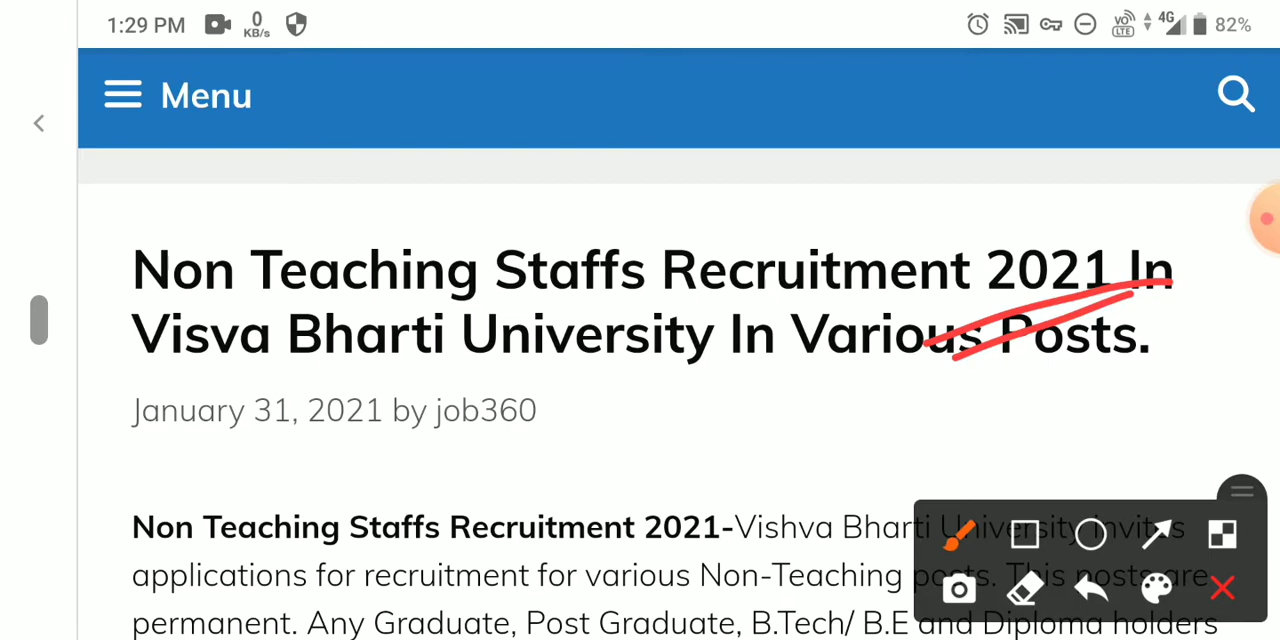 1:29 PM 0 KB/s VO LTE 4G 82%
Menu
Non Teaching Staffs Recruitment 2021 In
Visva Bharti University In Various Posts.
January 31, 2021 by job360
Non Teaching Staffs Recruitment 2021-Vishva Bharti University invites
applications for recruitment for various Non-Teaching posts. This posts are
permanent. Any Graduate, Post Graduate, B.Tech/ B.E and Diploma holders